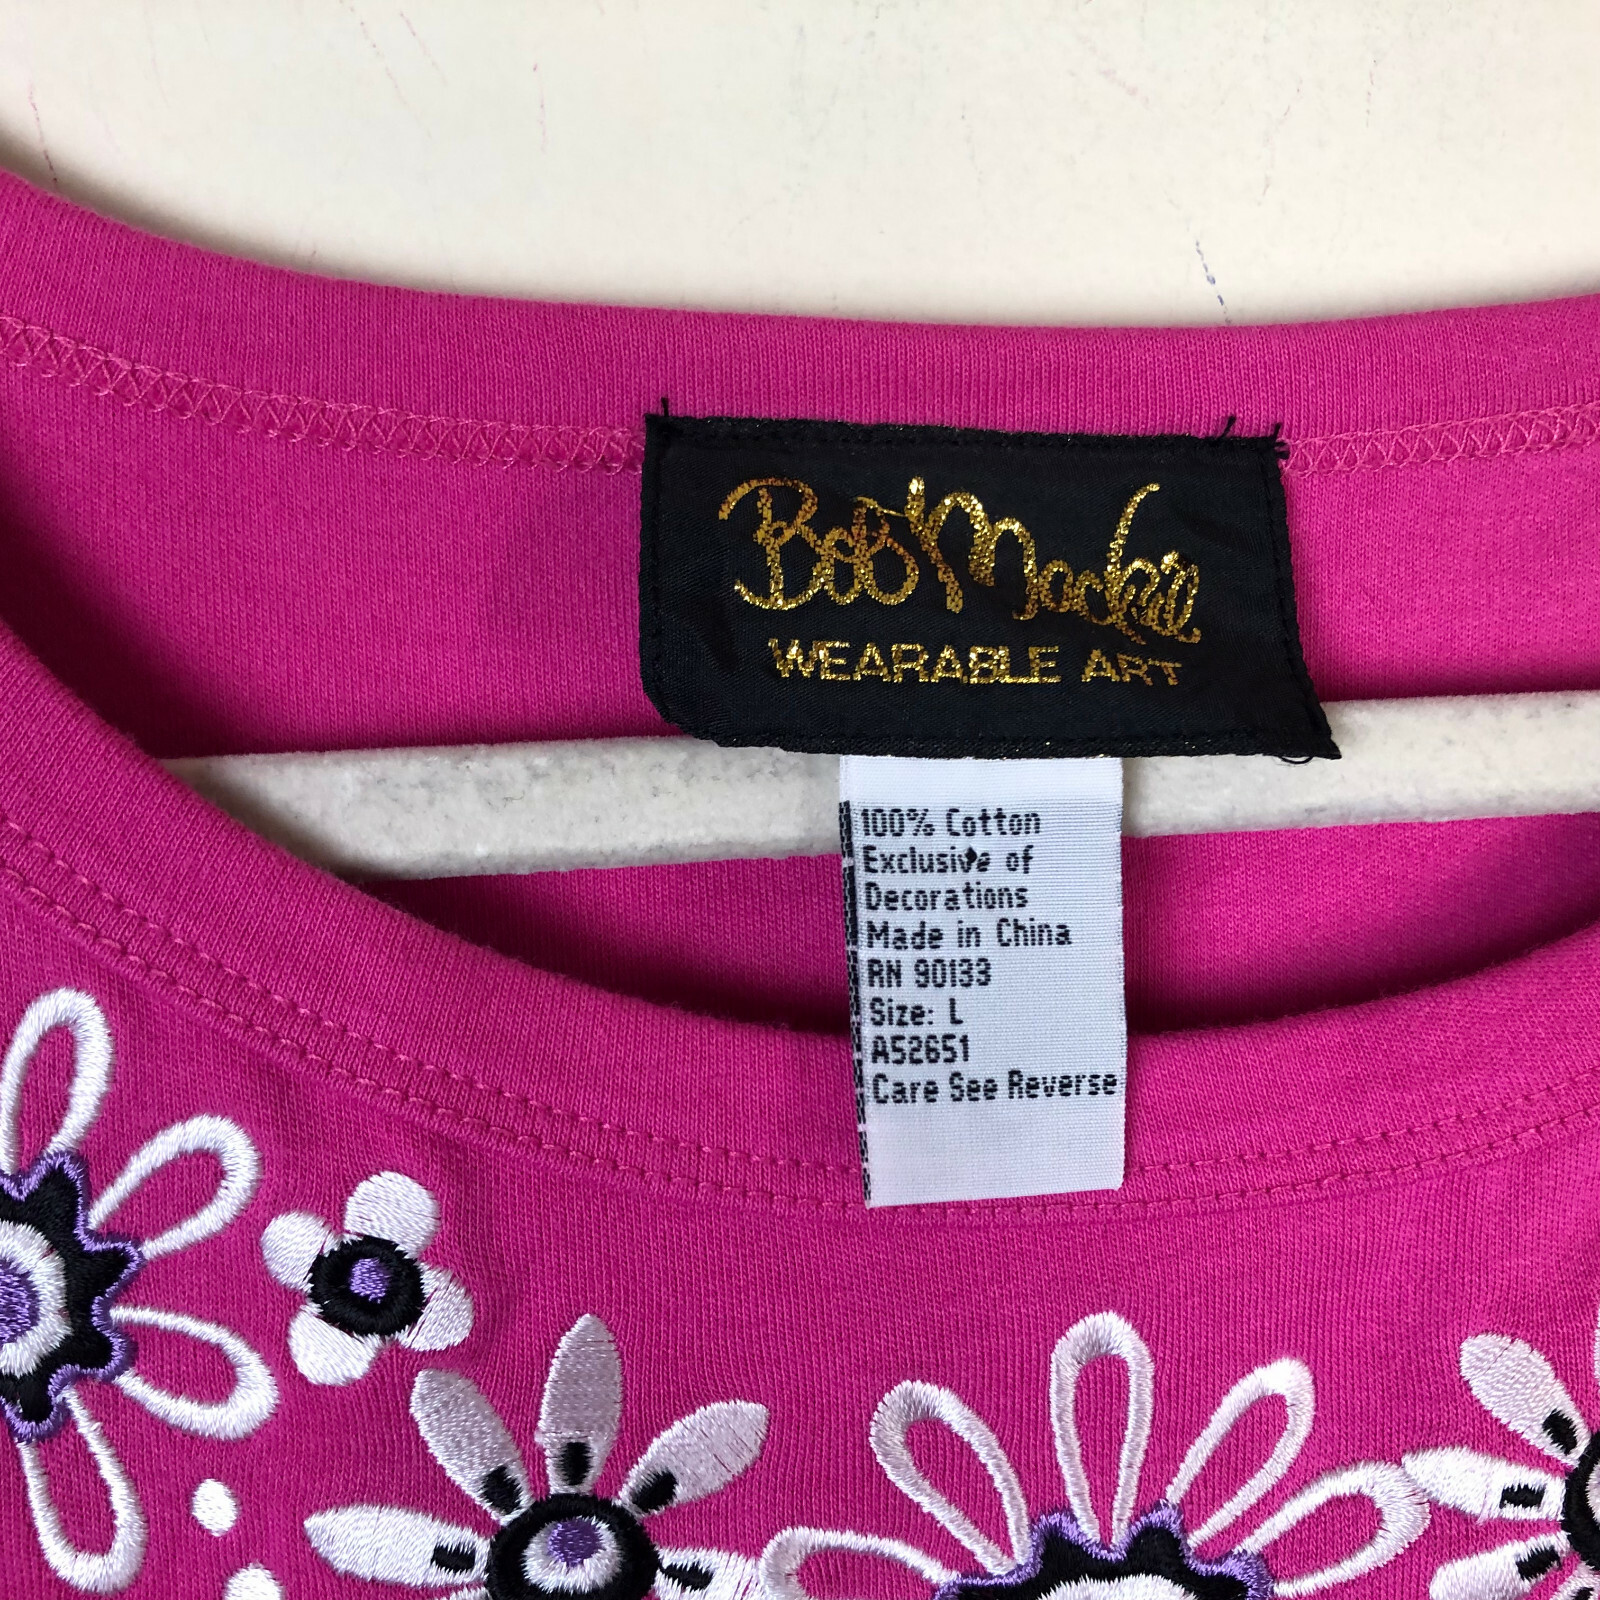 Bob Mackie
WEARABLE ART
100% Cotton
Exclusive of
Decorations
Made in China
RN 90133
Size: L
A52651
Care See Reverse